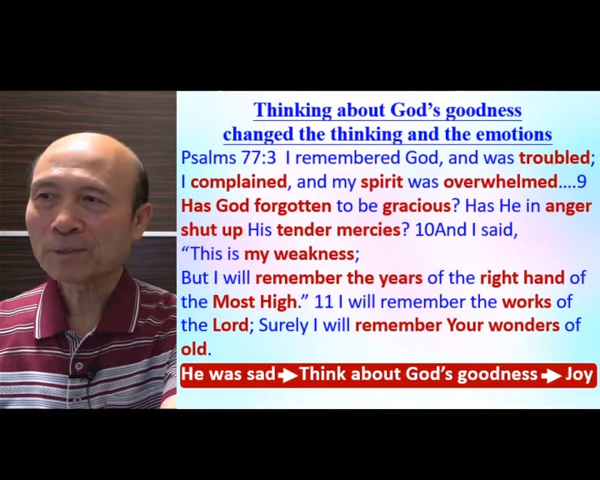 Thinking about God's goodness
changed the thinking and the emotions
Psalms 77:3  I remembered God, and was troubled;
I complained, and my spirit was overwhelmed....9
Has God forgotten to be gracious? Has He in anger
shut up His tender mercies? 10And I said,
“This is my weakness;
But I will remember the years of the right hand of
the Most High.” 11 I will remember the works of
the Lord; Surely I will remember Your wonders of
old.
He was sad➡Think about God's goodness➡Joy